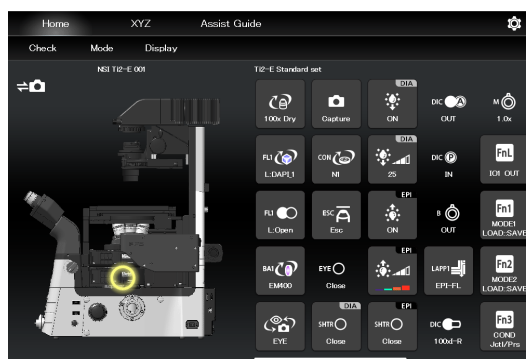 Home XYZ Assist Guide
Check Mode Display
NSI Ti2-E 001
Ti2-E Standard set
100x Dry
Capture
DIA
ON
DIC A
OUT
M
1.0x
FL1
L:DAPI_1
CON
N1
DIA
25
DIC P
IN
FnL
IO1 OUT
FL1
L:Open
ESC
Esc
EPI
ON
B
OUT
Fn1
MODE1
LOAD:SAVE
BA1
EM400
EYE
Close
EPI
LAPP1
EPI-FL
Fn2
MODE2
LOAD:SAVE
EYE
DIA
SHTR
Close
EPI
SHTR
Close
DIC
100xI-R
Fn3
COND
Jctl/Prs